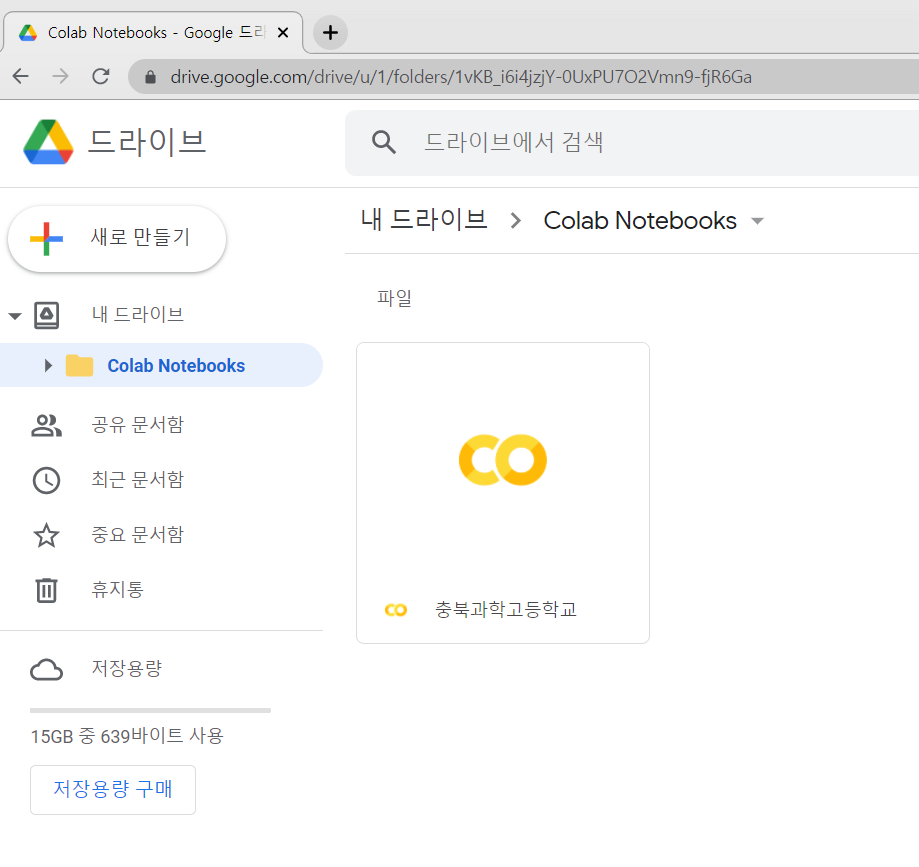 Colab Notebooks - Google 드
drive.google.com/drive/u/1/folders/1vKB_i6i4jzjY-0UxPU7O2Vmn9-fjR6Ga
드라이브
드라이브에서 검색
새로 만들기
내 드라이브 > Colab Notebooks
내 드라이브
Colab Notebooks
공유 문서함
최근 문서함
중요 문서함
휴지통
저장용량
15GB 중 639바이트 사용
저장용량 구매
파일
CO
충북과학고등학교